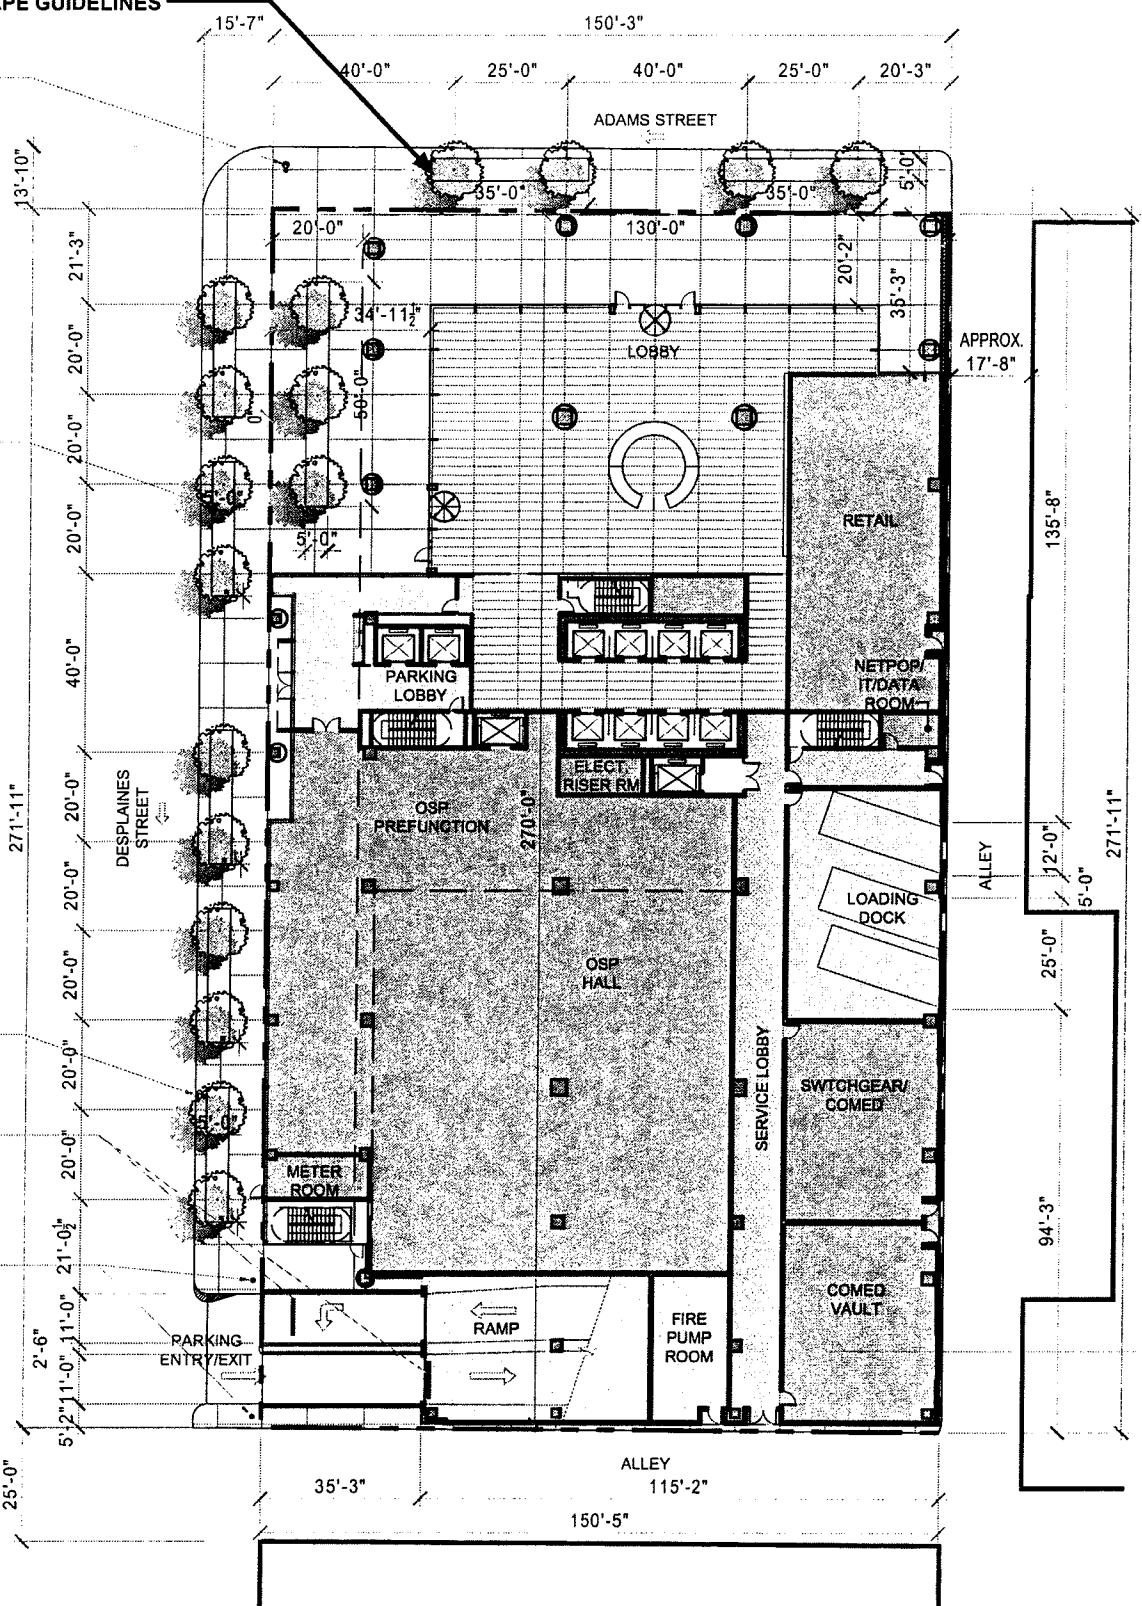 PE GUIDELINES
15'-7"
150'-3"
40'-0"
25'-0"
40'-0"
25'-0"
20'-3"
ADAMS STREET
13'-10"
35'-0"
35'-0"
5'-0"
20'-0"
130'-0"
21'-3"
20'-2"
35'-3"
34'-11½"
LOBBY
APPROX.
17'-8"
20'-0"
50'-0"
20'-0"
5'-0"
RETAIL
135'-8"
20'-0"
5'-0"
40'-0"
PARKING
LOBBY
NETPOP/
IT/DATA
ROOM
ELECT
RISER RM
OSP
PREFUNCTION
270'-0"
20'-0"
DESPLAINES
STREET
271'-11"
271'-11"
12'-0"
5'-0"
ALLEY
LOADING
DOCK
20'-0"
25'-0"
OSP
HALL
20'-0"
20'-0"
SERVICE LOBBY
SWTCHGEAR/
COMED
5'-0"
20'-0"
METER
ROOM
94'-3"
21'-0½"
COMED
VAULT
RAMP
FIRE
PUMP
ROOM
11'-0"
2'-6"
PARKING
ENTRY/EXIT
11'-0"
5'-2"
25'-0"
ALLEY
35'-3"
115'-2"
150'-5"